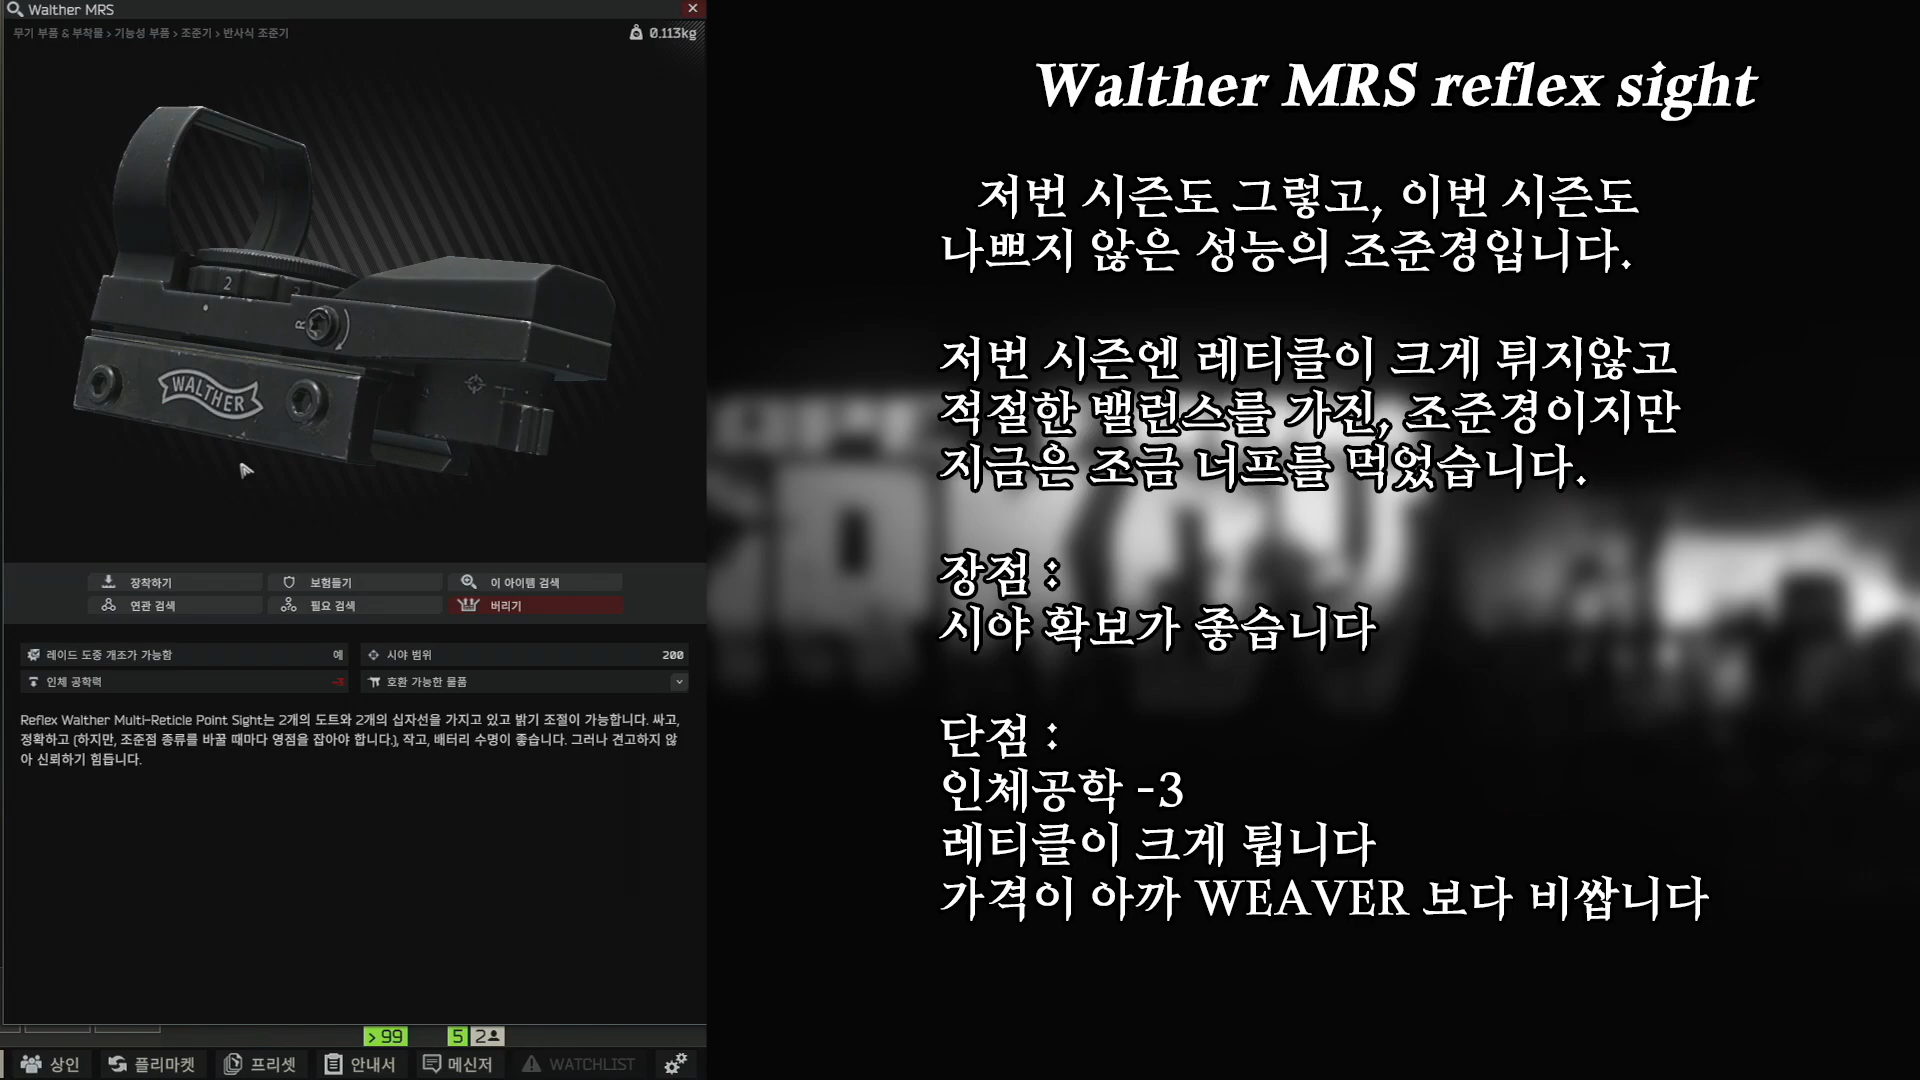 Walther MRS
무기 부품 & 부착물 > 기능성 부품 > 조준기 > 반사식 조준기
0.113kg
2
R
WALTHER
장착하기
보험들기
이 아이템 검색
연관 검색
필요 검색
버리기
레이드 도중 개조가 가능함 예
시야 범위 200
인체 공학력 -3
호환 가능한 물품
Reflex Walther Multi-Reticle Point Sight는 2개의 도트와 2개의 십자선을 가지고 있고 밝기 조절이 가능합니다. 싸고,
정확하고 (하지만, 조준점 종류를 바꿀 때마다 영점을 잡아야 합니다.), 작고, 배터리 수명이 좋습니다. 그러나 견고하지 않
아 신뢰하기 힘듭니다.
> 99
5 2
상인
플리마켓
프리셋
안내서
메신저
WATCHLIST
Walther MRS reflex sight
저번 시즌도 그렇고, 이번 시즌도
나쁘지 않은 성능의 조준경입니다.
저번 시즌엔 레티클이 크게 튀지않고
적절한 밸런스를 가진, 조준경이지만
지금은 조금 너프를 먹었습니다.
장점 :
시야 확보가 좋습니다
단점 :
인체공학 -3
레티클이 크게 튑니다
가격이 아까 WEAVER 보다 비쌉니다